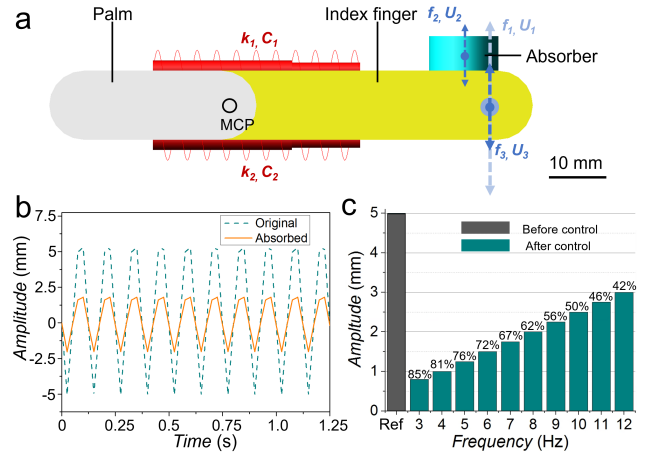 a
Palm
k1, C1
Index finger
f2, U2
f1, U1
Absorber
MCP
f3, U3
k2, C2
10 mm
b
Amplitude (mm)
7.5
5
2.5
0
-2.5
-5
Original
Absorbed
0 0.25 0.50 0.75 1.00 1.25
Time (s)
c
Ampltude (mm)
5
4
3
2
1
0
Before control
After control
85% 81% 76% 72% 67% 62% 56% 50% 46% 42%
Ref 3 4 5 6 7 8 9 10 11 12
Frequency (Hz)